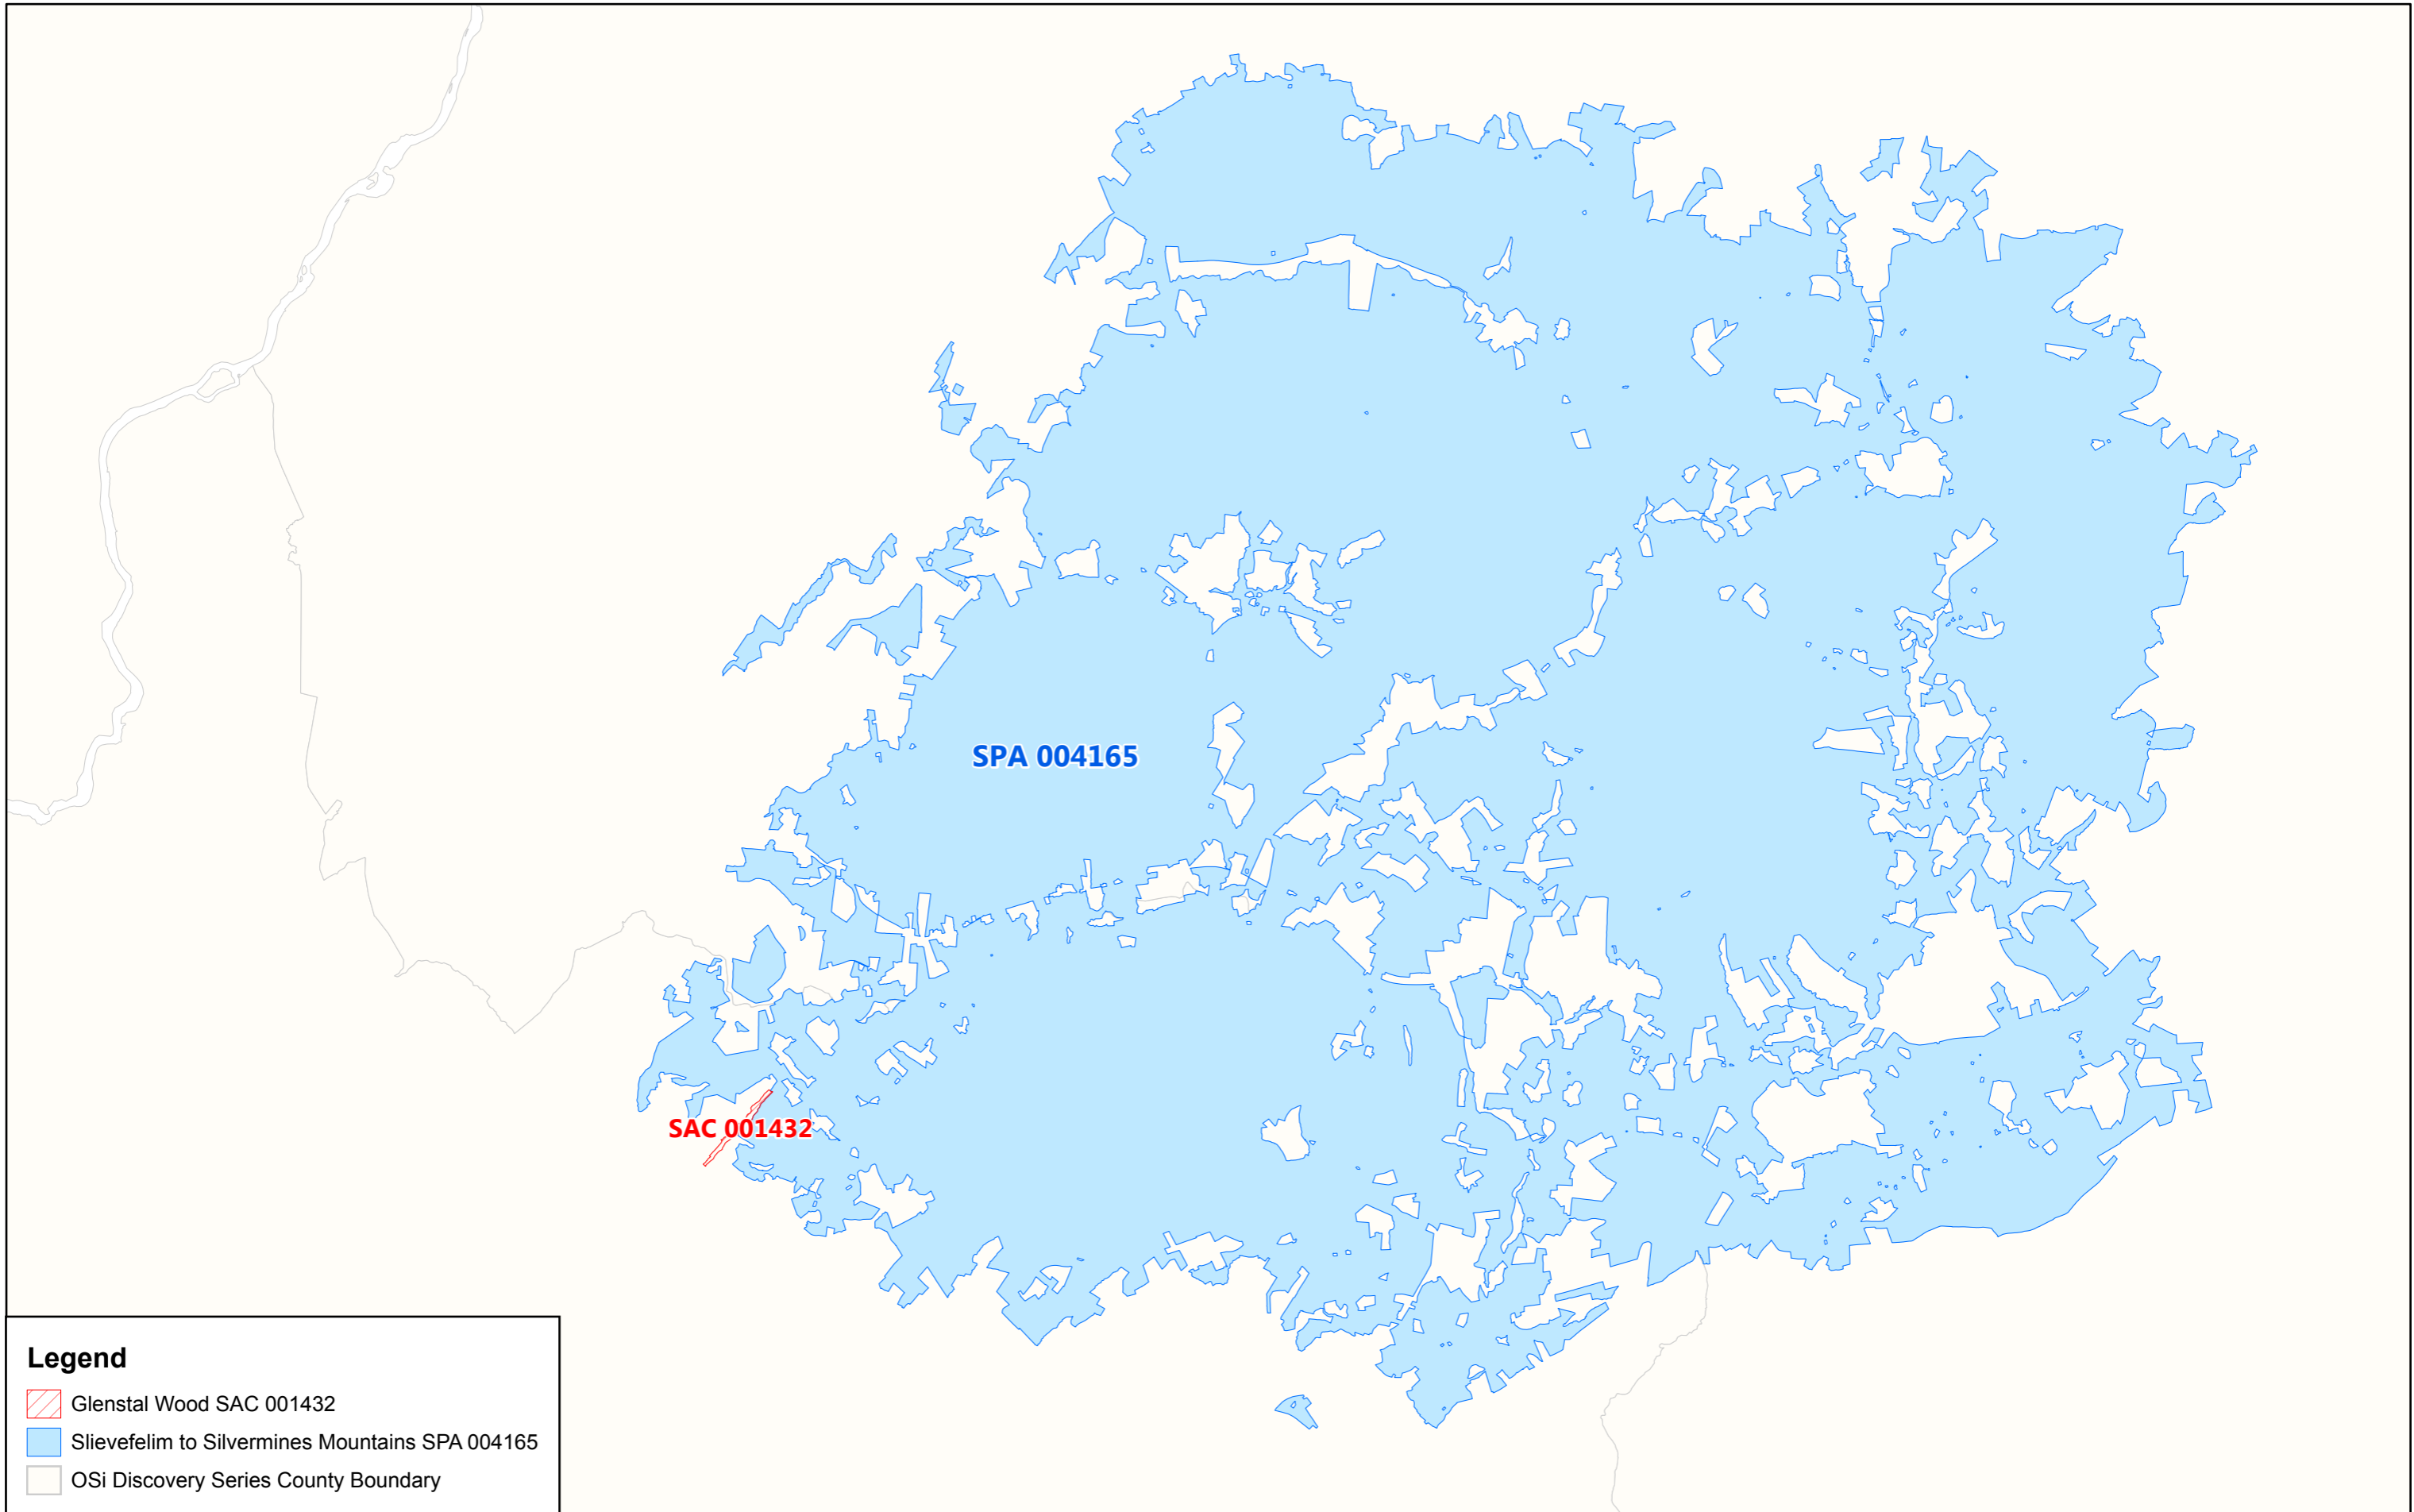 SPA 004165
SAC 001432
Legend
Glenstal Wood SAC 001432
Slievefelim to Silvermines Mountains SPA 004165
OSi Discovery Series County Boundary